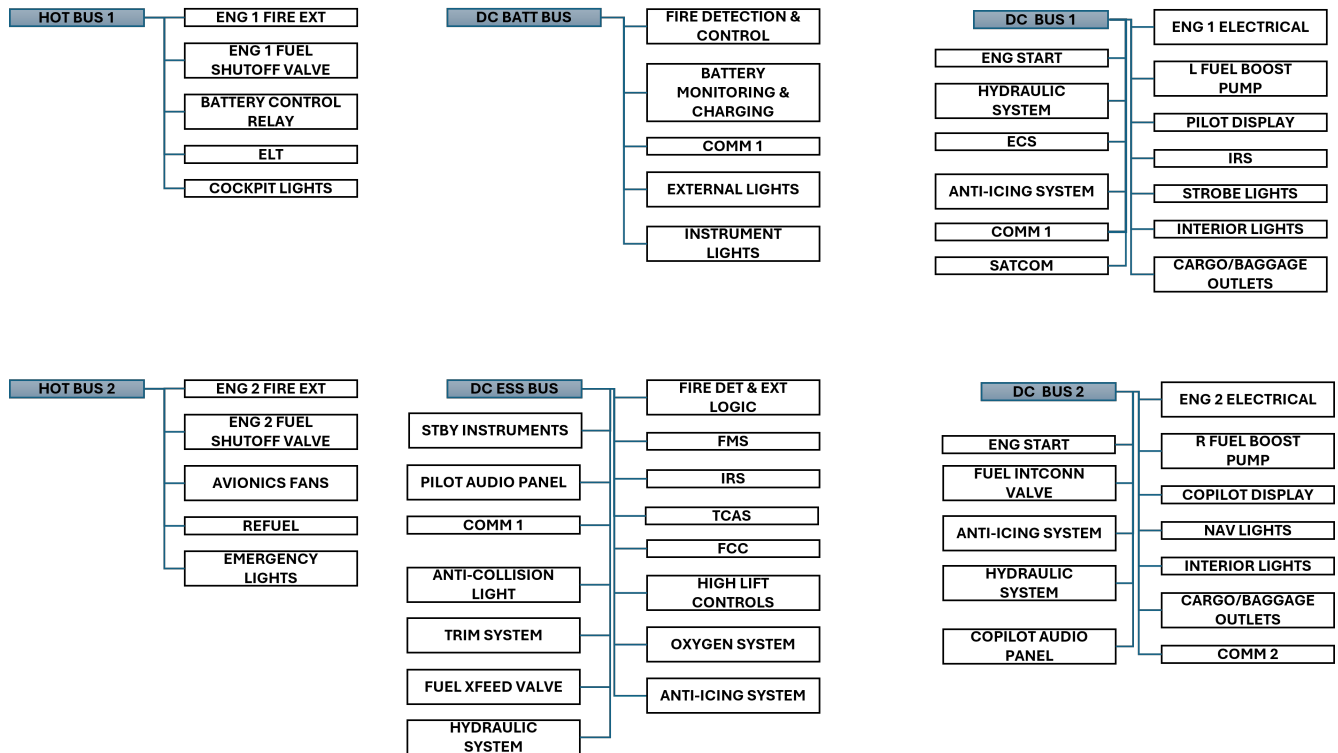 HOT BUS 1
ENG 1 FIRE EXT
ENG 1 FUEL
SHUTOFF VALVE
BATTERY CONTROL
RELAY
ELT
COCKPIT LIGHTS
DC BATT BUS
FIRE DETECTION &
CONTROL
BATTERY
MONITORING &
CHARGING
COMM 1
EXTERNAL LIGHTS
INSTRUMENT
LIGHTS
DC  BUS 1
ENG START
HYDRAULIC
SYSTEM
ECS
ANTI-ICING SYSTEM
COMM 1
SATCOM
ENG 1 ELECTRICAL
L FUEL BOOST
PUMP
PILOT DISPLAY
IRS
STROBE LIGHTS
INTERIOR LIGHTS
CARGO/BAGGAGE
OUTLETS
HOT BUS 2
ENG 2 FIRE EXT
ENG 2 FUEL
SHUTOFF VALVE
AVIONICS FANS
REFUEL
EMERGENCY
LIGHTS
DC ESS BUS
STBY INSTRUMENTS
PILOT AUDIO PANEL
COMM 1
ANTI-COLLISION
LIGHT
TRIM SYSTEM
FUEL XFEED VALVE
HYDRAULIC
SYSTEM
FIRE DET & EXT
LOGIC
FMS
IRS
TCAS
FCC
HIGH LIFT
CONTROLS
OXYGEN SYSTEM
ANTI-ICING SYSTEM
DC  BUS 2
ENG START
FUEL INTCONN
VALVE
ANTI-ICING SYSTEM
HYDRAULIC
SYSTEM
COPILOT AUDIO
PANEL
ENG 2 ELECTRICAL
R FUEL BOOST
PUMP
COPILOT DISPLAY
NAV LIGHTS
INTERIOR LIGHTS
CARGO/BAGGAGE
OUTLETS
COMM 2